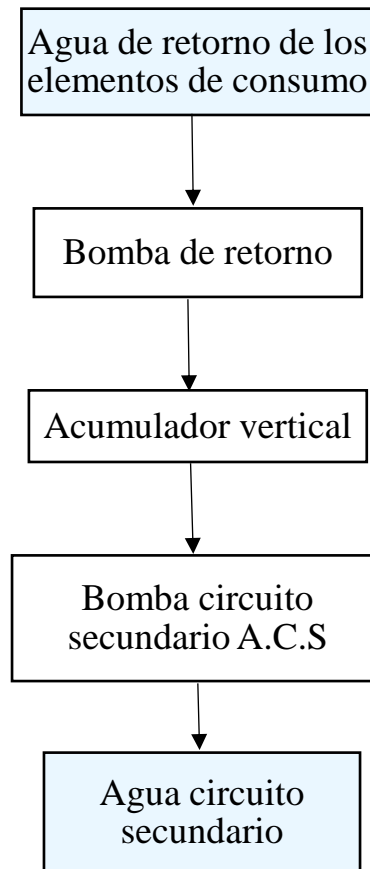 Agua de retorno de los
elementos de consumo
Bomba de retorno
Acumulador vertical
Bomba circuito
secundario A.C.S
Agua circuito
secundario